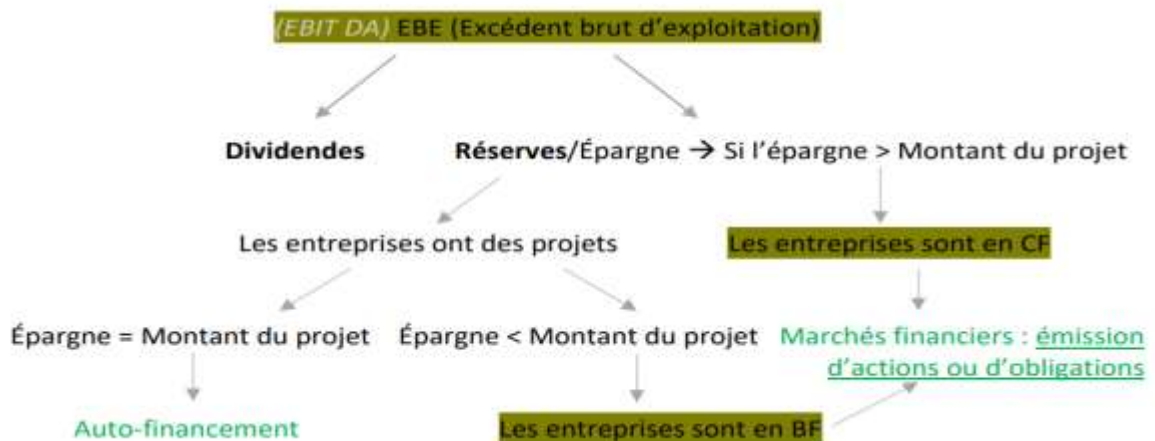 (EBIT DA) EBE (Excédent brut d'exploitation)
Dividendes
Réserves/Épargne → Si l'épargne > Montant du projet
Les entreprises ont des projets
Les entreprises sont en CF
Épargne = Montant du projet
Épargne < Montant du projet
Marchés financiers : émission
d'actions ou d'obligations
Auto-financement
Les entreprises sont en BF